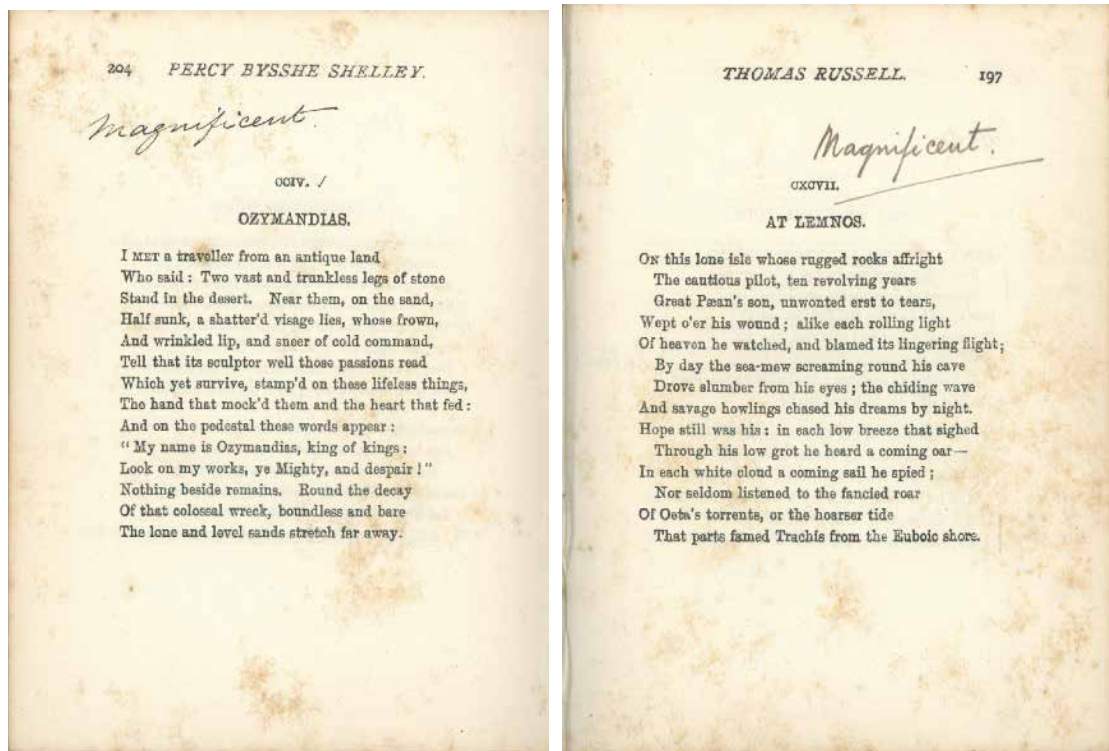 204 PERCY BYSSHE SHELLEY.
Magnificent.
CCIV. /
OZYMANDIAS.
I MET a traveller from an antique land
Who said : Two vast and trunkless legs of stone
Stand in the desert. Near them, on the sand,
Half sunk, a shatter'd visage lies, whose frown,
And wrinkled lip, and sneer of cold command,
Tell that its sculptor well those passions read
Which yet survive, stamp'd on these lifeless things,
The hand that mock'd them and the heart that fed :
And on the pedestal these words appear :
“ My name is Ozymandias, king of kings :
Look on my works, ye Mighty, and despair ! ”
Nothing beside remains. Round the decay
Of that colossal wreck, boundless and bare
The lone and level sands stretch far away.
THOMAS RUSSELL. 197
Magnificent.
CXCVII.
AT LEMNOS.
ON this lone isle whose rugged rocks affright
The cautious pilot, ten revolving years
Great Pæan's son, unwonted erst to tears,
Wept o'er his wound ; alike each rolling light
Of heaven he watched, and blamed its lingering flight ;
By day the sea-mew screaming round his cave
Drove slumber from his eyes ; the chiding wave
And savage howlings chased his dreams by night.
Hope still was his : in each low breeze that sighed
Through his low grot he heard a coming oar—
In each white cloud a coming sail he spied ;
Nor seldom listened to the fancied roar
Of Oeta's torrents, or the hoarser tide
That parts famed Trachis from the Euboic shore.